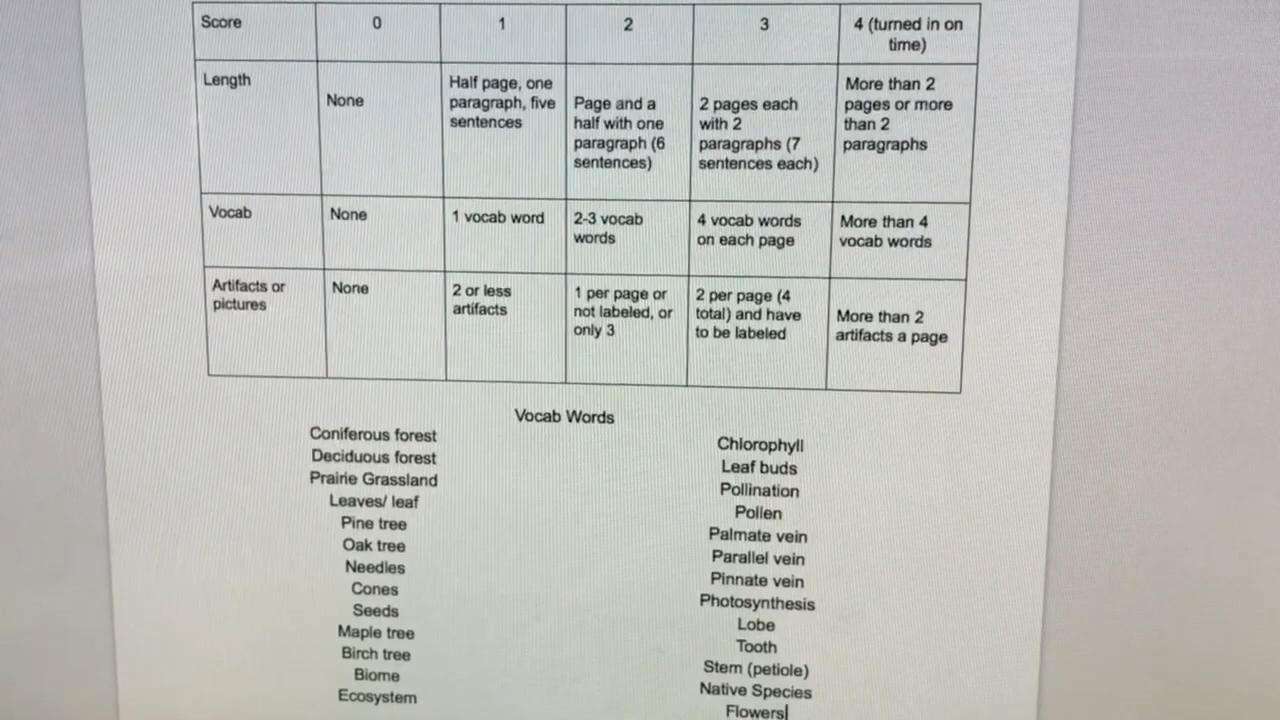 Score
0
1
2
3
4 (turned in on
time)
Length
None
Half page, one
paragraph, five
sentences
Page and a
half with one
paragraph (6
sentences)
2 pages each
with 2
paragraphs (7
sentences each)
More than 2
pages or more
than 2
paragraphs
Vocab
None
1 vocab word
2-3 vocab
words
4 vocab words
on each page
More than 4
vocab words
Artifacts or
pictures
None
2 or less
artifacts
1 per page or
not labeled, or
only 3
2 per page (4
total) and have
to be labeled
More than 2
artifacts a page
Vocab Words
Coniferous forest
Deciduous forest
Prairie Grassland
Leaves/ leaf
Pine tree
Oak tree
Needles
Cones
Seeds
Maple tree
Birch tree
Biome
Ecosystem
Chlorophyll
Leaf buds
Pollination
Pollen
Palmate vein
Parallel vein
Pinnate vein
Photosynthesis
Lobe
Tooth
Stem (petiole)
Native Species
Flowers